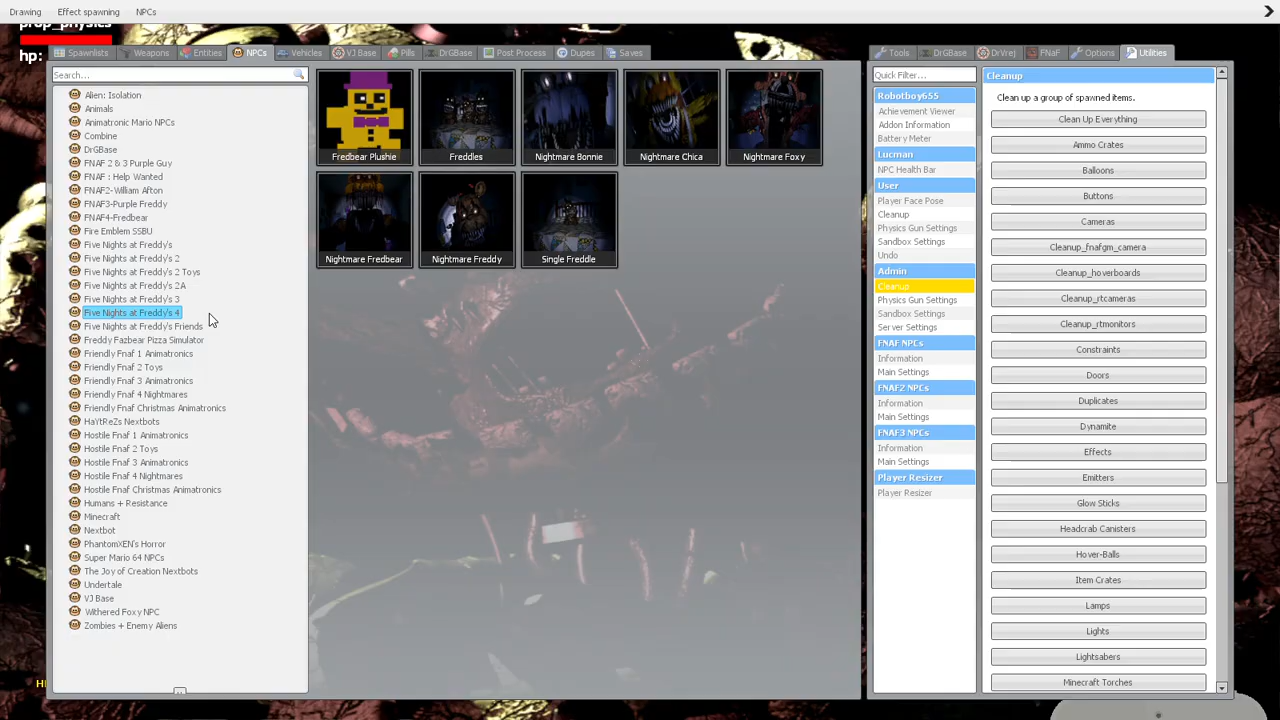 Drawing Effect spawning NPCs
prop_physics
hp:
Spawnlists Weapons Entities NPCs Vehicles VJ Base Pills DrGBase Post Process Dupes Saves
Search...
Alien: Isolation
Animals
Animatronic Mario NPCs
Combine
DrGBase
FNAF 2 & 3 Purple Guy
FNAF : Help Wanted
FNAF2-William Afton
FNAF3-Purple Freddy
FNAF4-Fredbear
Fire Emblem SSBU
Five Nights at Freddy's
Five Nights at Freddy's 2
Five Nights at Freddy's 2 Toys
Five Nights at Freddy's 2A
Five Nights at Freddy's 3
Five Nights at Freddy's 4
Five Nights at Freddy's Friends
Freddy Fazbear Pizza Simulator
Friendly Fnaf 1 Animatronics
Friendly Fnaf 2 Toys
Friendly Fnaf 3 Animatronics
Friendly Fnaf 4 Nightmares
Friendly Fnaf Christmas Animatronics
HaYtReZs Nextbots
Hostile Fnaf 1 Animatronics
Hostile Fnaf 2 Toys
Hostile Fnaf 3 Animatronics
Hostile Fnaf 4 Nightmares
Hostile Fnaf Christmas Animatronics
Humans + Resistance
Minecraft
Nextbot
PhantomXEN's Horror
Super Mario 64 NPCs
The Joy of Creation Nextbots
Undertale
VJ Base
Withered Foxy NPC
Zombies + Enemy Aliens
...
Fredbear Plushie Freddles Nightmare Bonnie Nightmare Chica Nightmare Foxy
Nightmare Fredbear Nightmare Freddy Single Freddle
Tools DrGBase DrVrej FNaF Options Utilities
Quick Filter...
Robotboy655
Achievement Viewer
Addon Information
Battery Meter
Lucman
NPC Health Bar
User
Player Face Pose
Cleanup
Physics Gun Settings
Sandbox Settings
Undo
Admin
Cleanup
Physics Gun Settings
Sandbox Settings
Server Settings
FNAF NPCs
Information
Main Settings
FNAF2 NPCs
Information
Main Settings
FNAF3 NPCs
Information
Main Settings
Player Resizer
Player Resizer
Cleanup
Clean up a group of spawned items.
Clean Up Everything
Ammo Crates
Balloons
Buttons
Cameras
Cleanup_fnafgm_camera
Cleanup_hoverboards
Cleanup_rtcameras
Cleanup_rtmonitors
Constraints
Doors
Duplicates
Dynamite
Effects
Emitters
Glow Sticks
Headcrab Canisters
Hover-Balls
Item Crates
Lamps
Lights
Lightsabers
Minecraft Torches